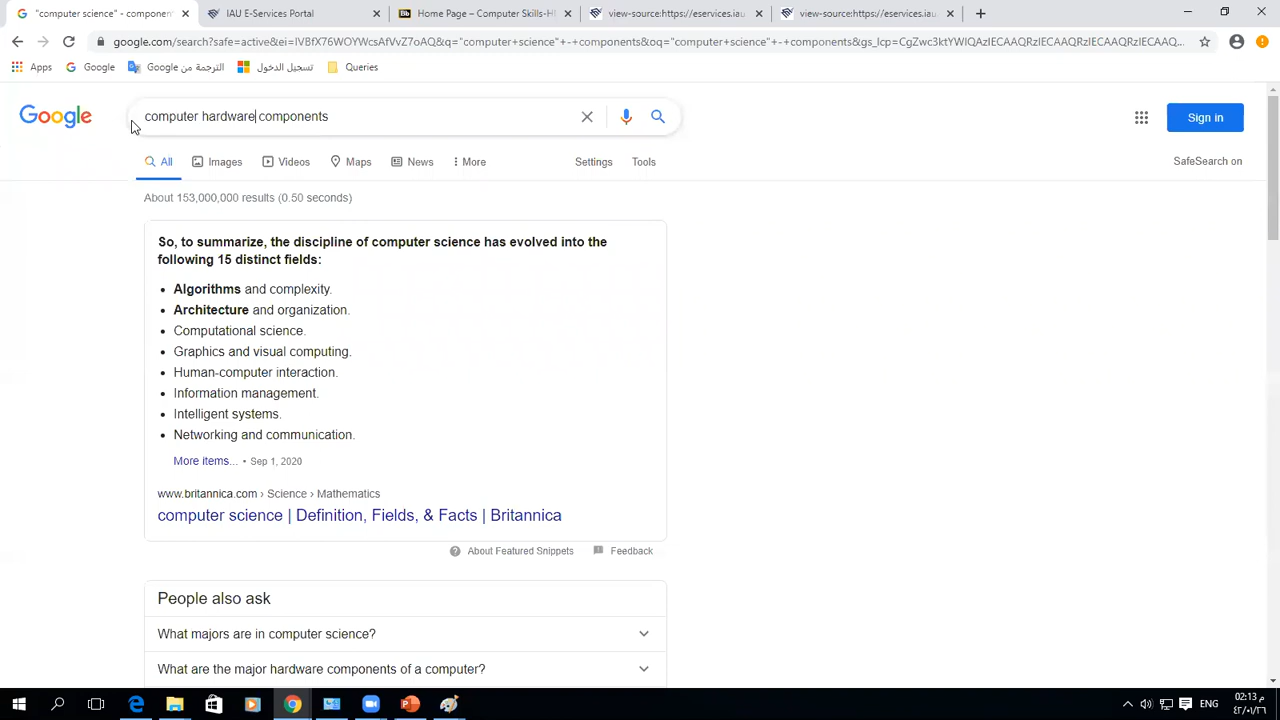 "computer science" - component:
IAU E-Services Portal
Home Page – Computer Skills-HI
view-source:https://eservices.iau.
view-source:https://eservices.iau.
google.com/search?safe=active&ei=IVBfX76WOYWcsAfVvZ7oAQ&q="computer+science"+-+components&oq="computer+science"+-+components&gs_lcp=CgZwc3ktYWIQAzIECAAQRzIECAAQRzIECAAQRzIECAAQ...
Apps
Google
الترجمة من Google
تسجيل الدخول
Queries
Google
computer hardware components
Sign in
All
Images
Videos
Maps
News
More
Settings
Tools
SafeSearch on
About 153,000,000 results (0.50 seconds)
So, to summarize, the discipline of computer science has evolved into the
following 15 distinct fields:
• Algorithms and complexity.
• Architecture and organization.
• Computational science.
• Graphics and visual computing.
• Human-computer interaction.
• Information management.
• Intelligent systems.
• Networking and communication.
More items... • Sep 1, 2020
www.britannica.com › Science › Mathematics
computer science | Definition, Fields, & Facts | Britannica
About Featured Snippets
Feedback
People also ask
What majors are in computer science?
What are the major hardware components of a computer?
ENG
02:13 م
٤٢/٠١/٢٦